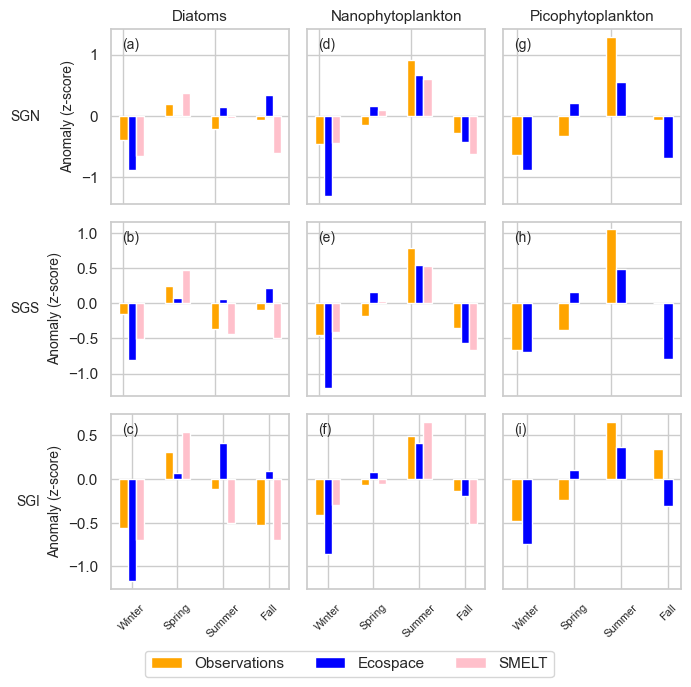 Diatoms Nanophytoplankton Picophytoplankton
SGN
Anomaly (z-score)
1
0
−1
(a)
(d)
(g)
SGS
Anomaly (z-score)
1.0
0.5
0.0
−0.5
−1.0
(b)
(e)
(h)
SGI
Anomaly (z-score)
0.5
0.0
−0.5
−1.0
(c)
(f)
(i)
Winter Spring Summer Fall Winter Spring Summer Fall Winter Spring Summer Fall
Observations Ecospace SMELT